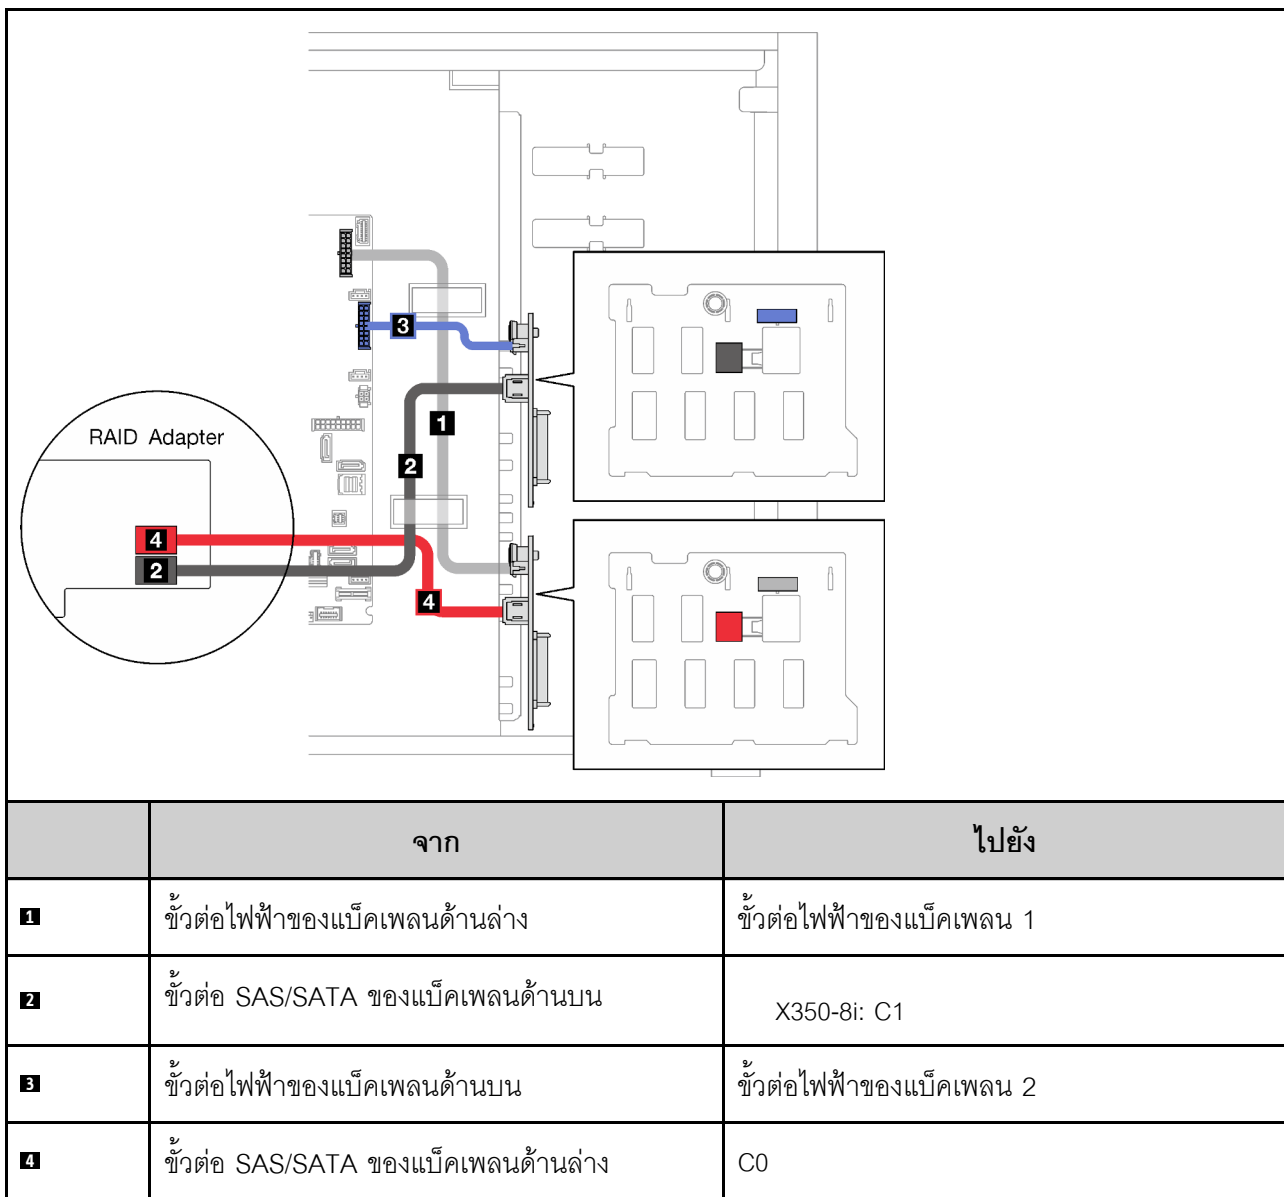 3
1
RAID Adapter
2
4
2
4
จาก ไปยัง
1 ขั้วต่อไฟฟ้าของแบ็คเพลนด้านล่าง ขั้วต่อไฟฟ้าของแบ็คเพลน 1
2 ขั้วต่อ SAS/SATA ของแบ็คเพลนด้านบน X350-8i: C1
3 ขั้วต่อไฟฟ้าของแบ็คเพลนด้านบน ขั้วต่อไฟฟ้าของแบ็คเพลน 2
4 ขั้วต่อ SAS/SATA ของแบ็คเพลนด้านล่าง C0